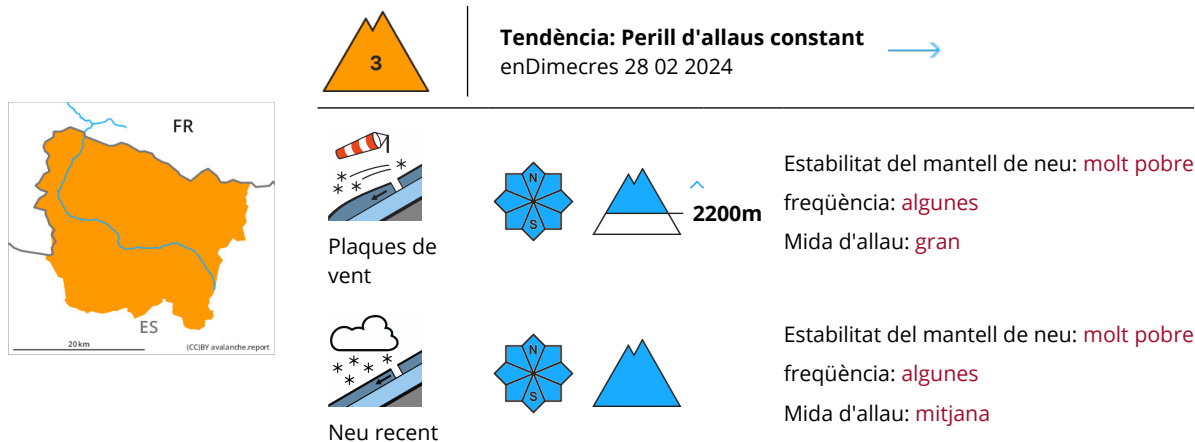 3
Tendència: Perill d'allaus constant
enDimecres 28 02 2024
FR
ES
20 km
(CC)BY avalanche.report
Plaques de
vent
N
S
2200m
Estabilitat del mantell de neu: molt pobre
freqüència: algunes
Mida d'allau: gran
Neu recent
N
S
Estabilitat del mantell de neu: molt pobre
freqüència: algunes
Mida d'allau: mitjana